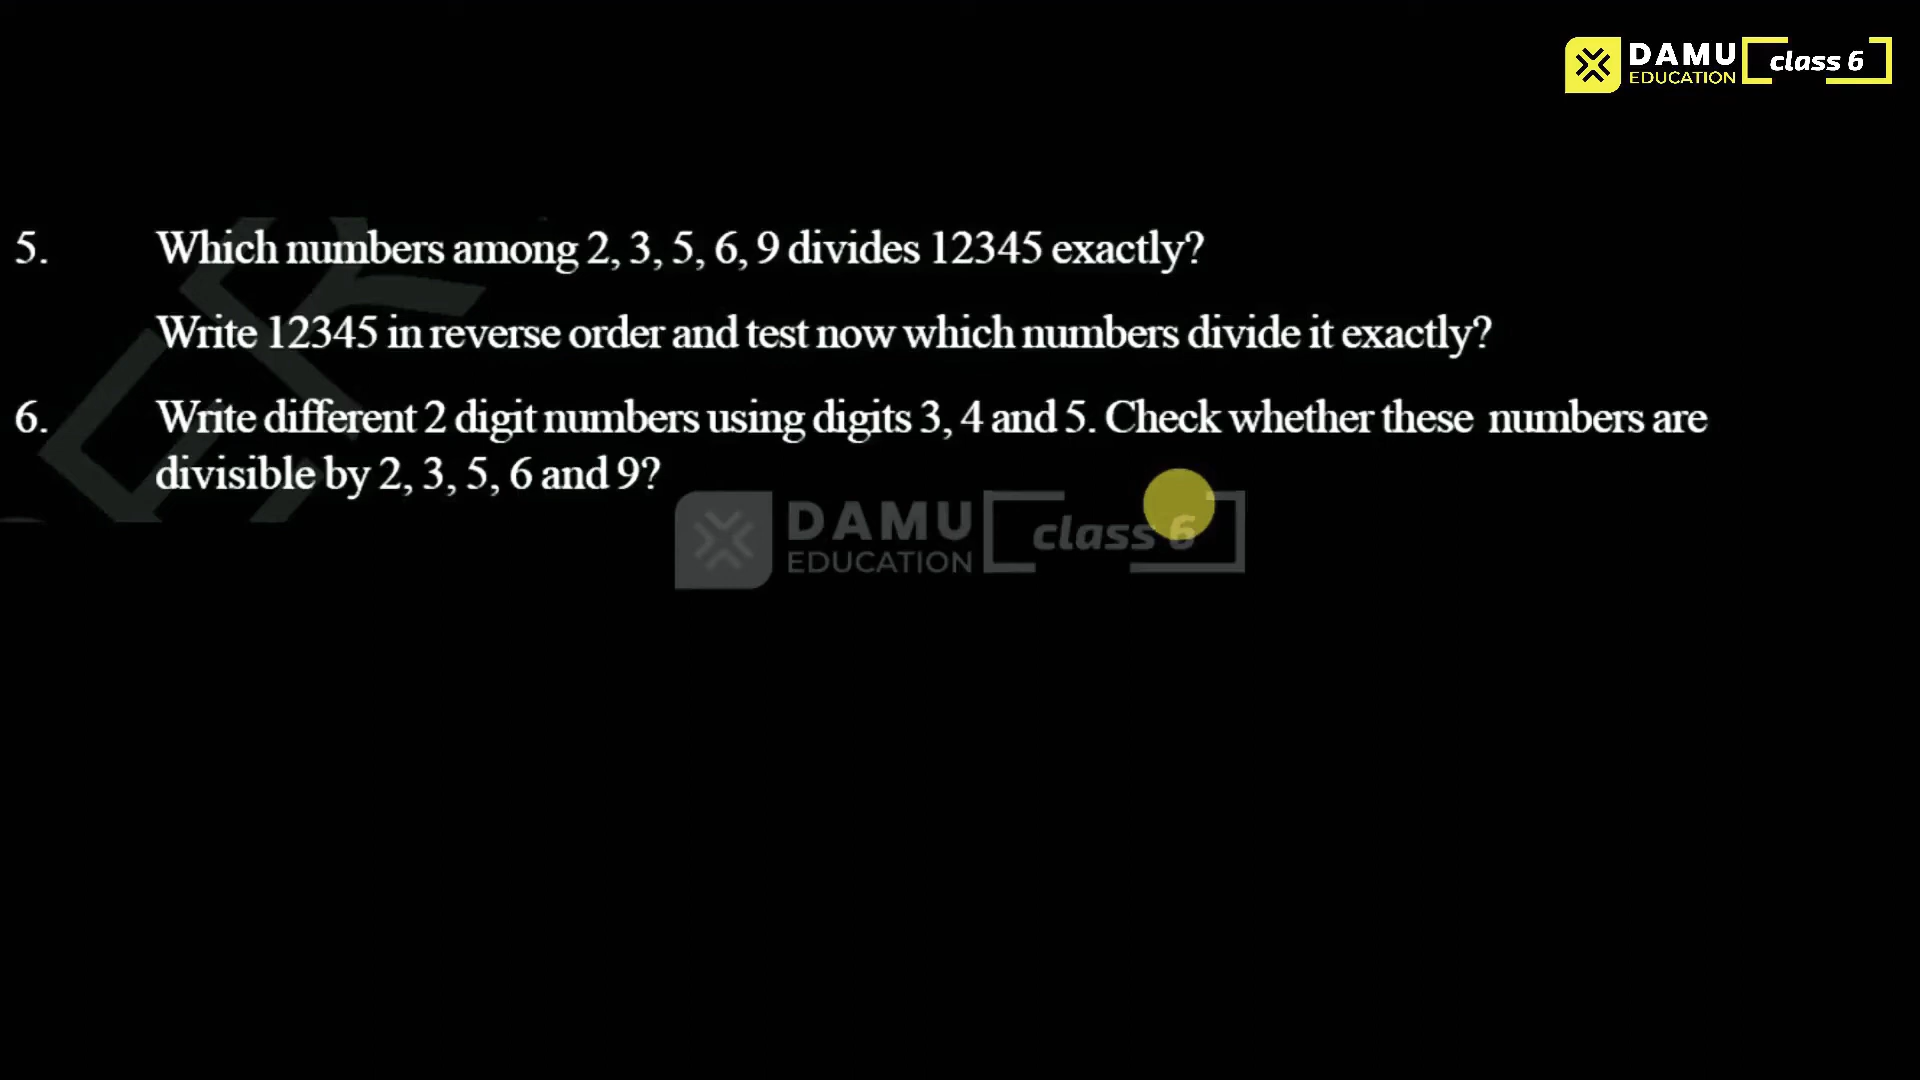 DAMU class 6
EDUCATION
5. Which numbers among 2, 3, 5, 6, 9 divides 12345 exactly?
Write 12345 in reverse order and test now which numbers divide it exactly?
6. Write different 2 digit numbers using digits 3, 4 and 5. Check whether these numbers are
divisible by 2, 3, 5, 6 and 9?
DAMU class 6
EDUCATION